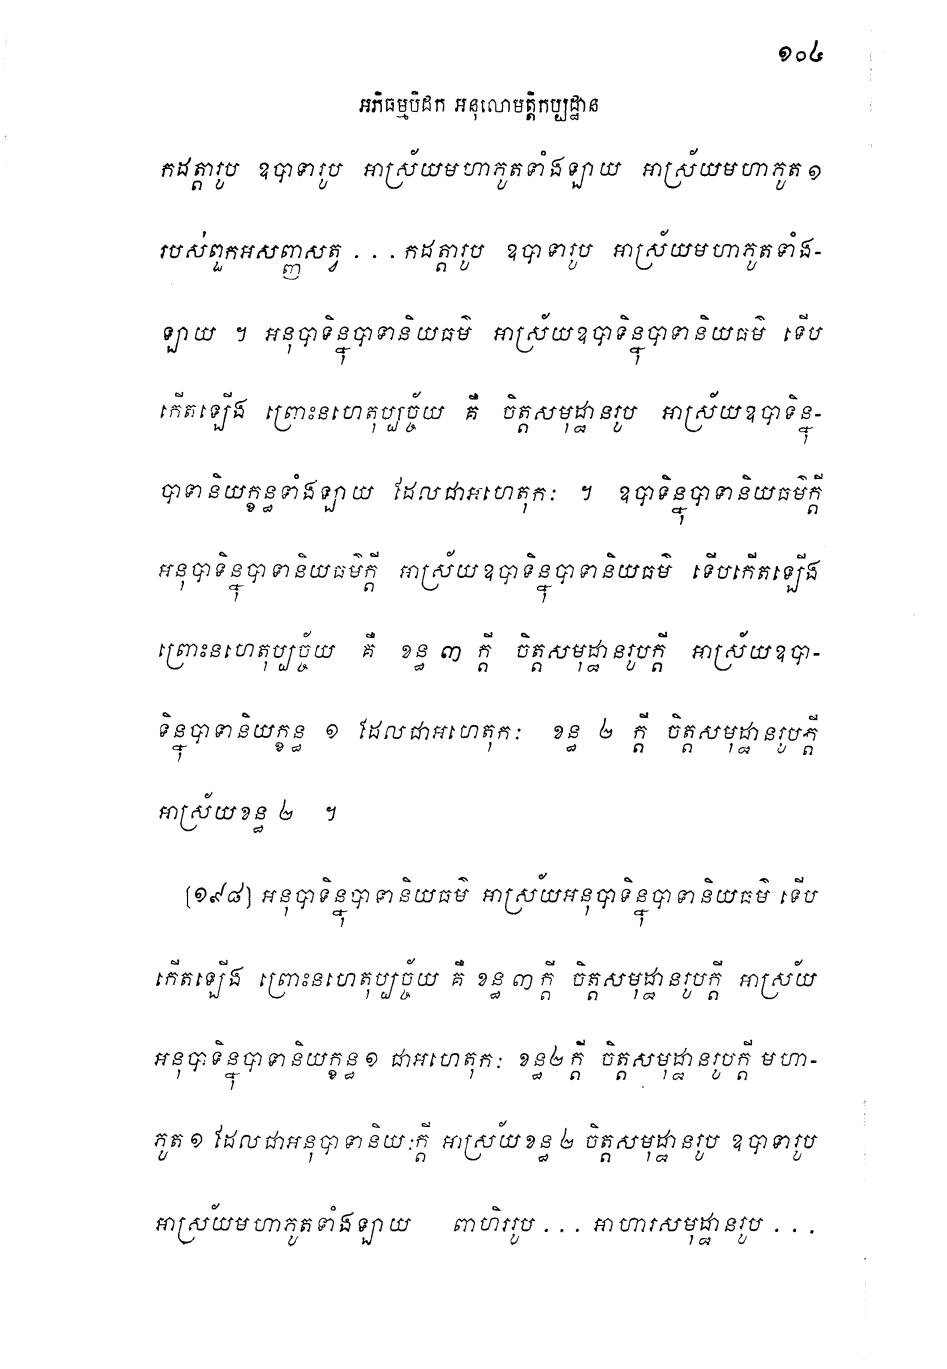 ១០៤
អភិធម្មបិដក អនុលោមត្តិកប្បដ្ឋាន
កដត្តារូប ឧបាទារូប អាស្រ័យមហាភូតទាំងឡាយ អាស្រ័យមហាភូត ១
របស់ពួកអសញ្ញសត្វ . . . កដត្តារូប ឧបាទារូប អាស្រ័យមហាភូតទាំង-
ឡាយ ។ អនុបាទិន្នុបាទានិយធម៌ អាស្រ័យឧបាទិន្នុបាទានិយធម៌ ទើប
កើតឡើង ព្រោះនហេតុប្បច្ច័យ គឺ ចិត្តសមុដ្ឋានរូប អាស្រ័យឧបាទិន្នុ-
បាទានិយក្ខន្ធទាំងឡាយ ដែលជាអហេតុកៈ ។ ឧបាទិន្នុបាទានិយធម៌ក្តី
អនុបាទិន្នុបាទានិយធម៌ក្តី អាស្រ័យឧបាទិន្នុបាទានិយធម៌ ទើបកើតឡើង
ព្រោះនហេតុប្បច្ច័យ គឺ ខន្ធ ៣ ក្តី ចិត្តសមុដ្ឋានរូបក្តី អាស្រ័យឧបា-
ទិន្នុបាទានិយក្ខន្ធ ១ ដែលជាអហេតុកៈ ខន្ធ ២ ក្តី ចិត្តសមុដ្ឋានរូបក្តី
អាស្រ័យខន្ធ ២ ។
[១៩៨] អនុបាទិន្នុបាទានិយធម៌ អាស្រ័យអនុបាទិន្នុបាទានិយធម៌ ទើប
កើតឡើង ព្រោះនហេតុប្បច្ច័យ គឺ ខន្ធ ៣ ក្តី ចិត្តសមុដ្ឋានរូបក្តី អាស្រ័យ
អនុបាទិន្នុបាទានិយក្ខន្ធ ១ ជាអហេតុកៈ ខន្ធ ២ ក្តី ចិត្តសមុដ្ឋានរូបក្តី មហា-
ភូត ១ ដែលជាអនុបាទានិយៈក្តី អាស្រ័យខន្ធ ២ ចិត្តសមុដ្ឋានរូប ឧបាទារូប
អាស្រ័យមហាភូតទាំងឡាយ ពាហិររូប . . . អាហារសមុដ្ឋានរូប . . .